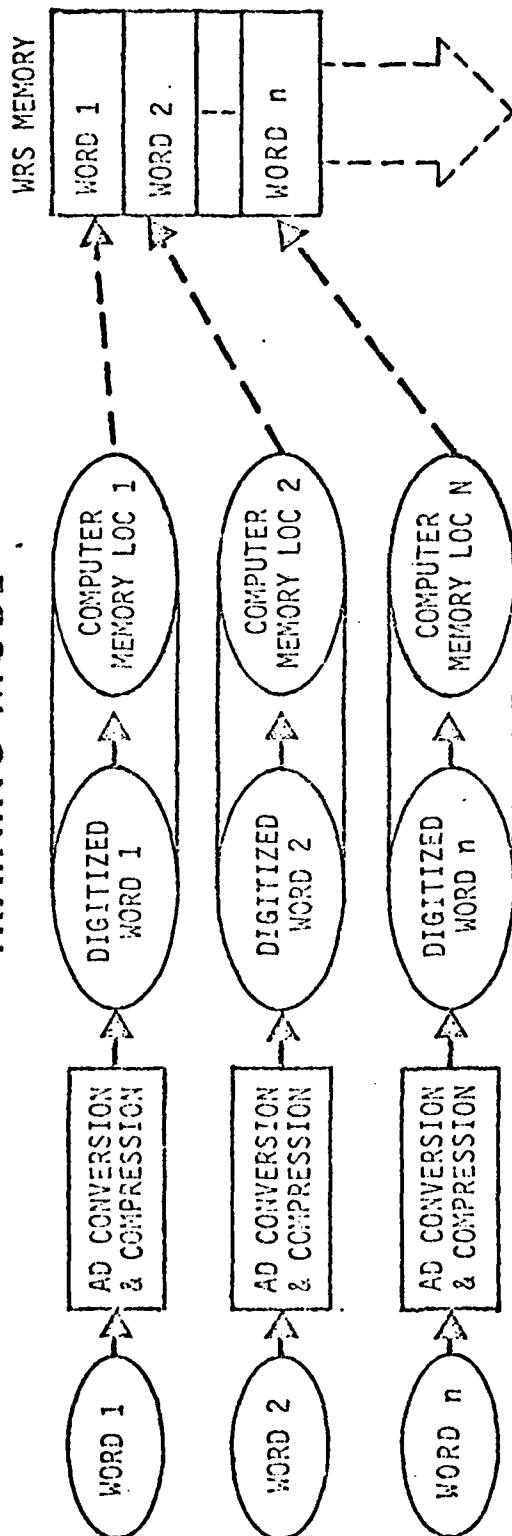 TRAINING MODE
WRS MEMORY
WORD 1
AD CONVERSION
& COMPRESSION
DIGITIZED
WORD 1
COMPUTER
MEMORY LOC 1
WORD 1
WORD 2
AD CONVERSION
& COMPRESSION
DIGITIZED
WORD 2
COMPUTER
MEMORY LOC 2
WORD 2
WORD n
AD CONVERSION
& COMPRESSION
DIGITIZED
WORD n
COMPUTER
MEMORY LOC N
WORD n